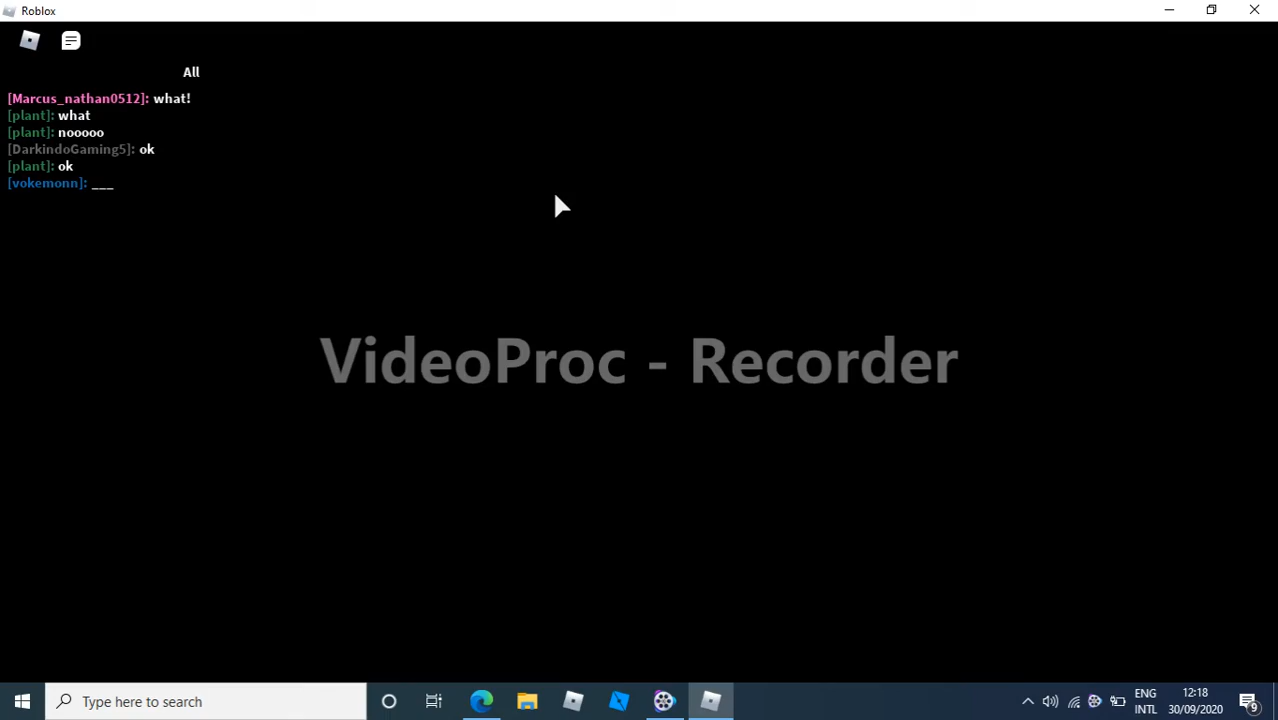 Roblox
All
[Marcus_nathan0512]: what!
[plant]: what
[plant]: nooooo
[DarkindoGaming5]: ok
[plant]: ok
[vokemonn]: ___
VideoProc - Recorder
Type here to search
ENG
INTL
12:18
30/09/2020
9